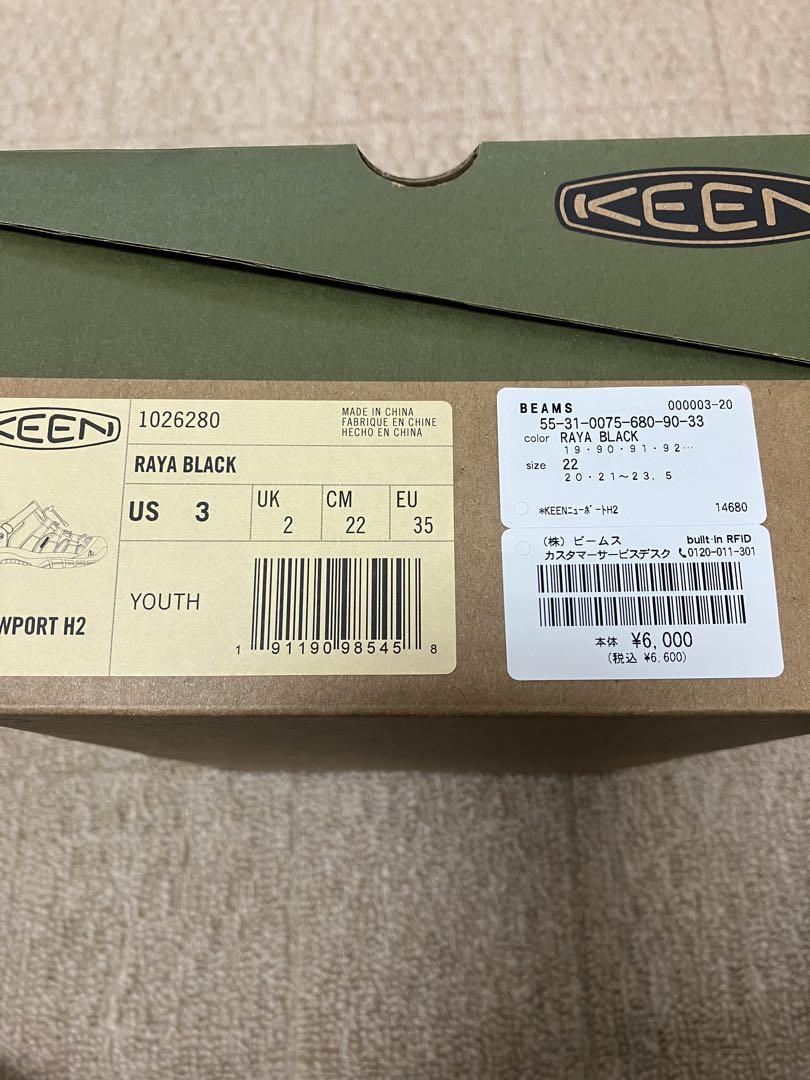 KEEN
KEEN
1026280
MADE IN CHINA
FABRIQUE EN CHINE
HECHO EN CHINA
RAYA BLACK
US 3
UK 2
CM 22
EU 35
YOUTH
WPORT H2
1 91190 98545 8
BEAMS 000003-20
55-31-0075-680-90-33
color RAYA BLACK
19・90・91・92…
size 22
20・21～23.5
*KEENニューポートH2 14680
(株) ビームス built-in RFID
カスタマーサービスデスク 0120-011-301
本体 ¥6,000
(税込 ¥6,600)